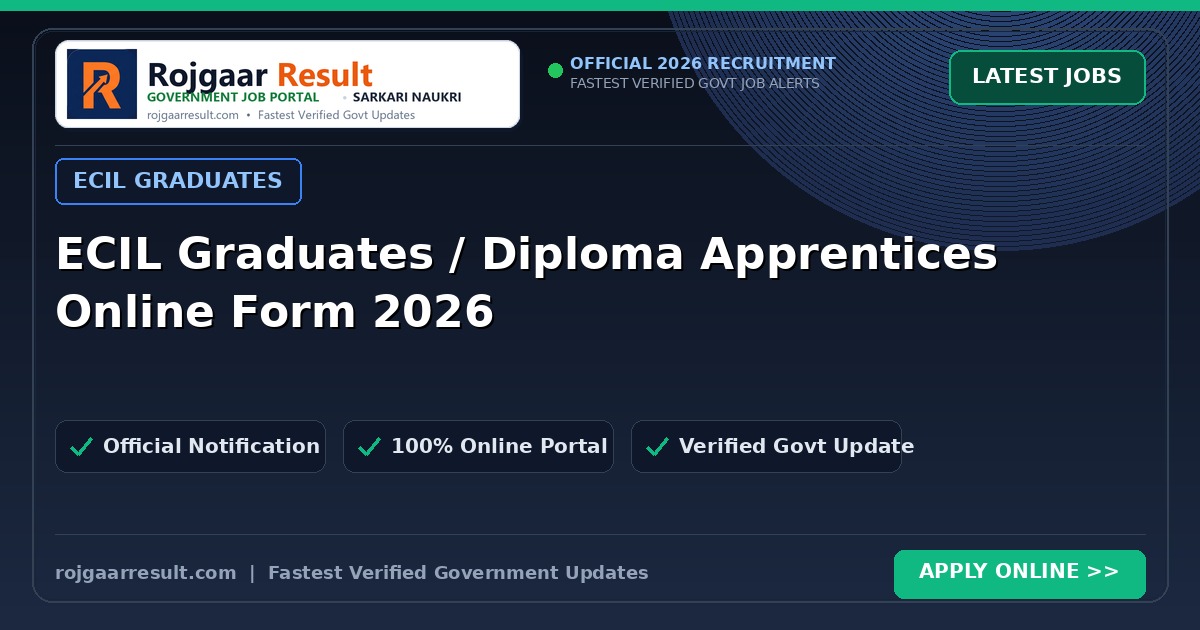 Rojgaar Result
GOVERNMENT JOB PORTAL • SARKARI NAUKRI
rojgaarresult.com • Fastest Verified Govt Updates
OFFICIAL 2026 RECRUITMENT
FASTEST VERIFIED GOVT JOB ALERTS
LATEST JOBS
ECIL GRADUATES
ECIL Graduates / Diploma Apprentices
Online Form 2026
Official Notification
100% Online Portal
Verified Govt Update
rojgaarresult.com | Fastest Verified Government Updates
APPLY ONLINE >>